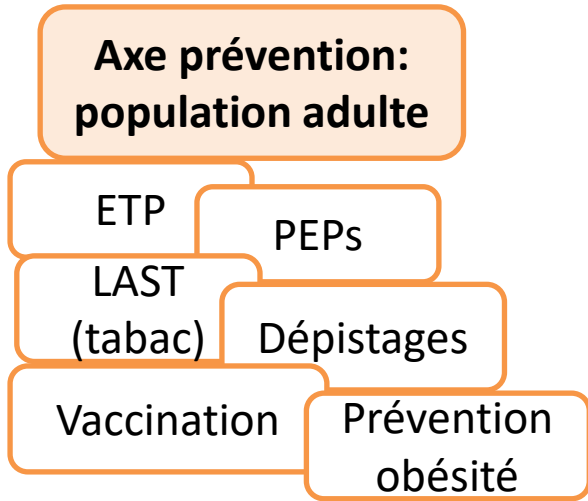 Axe prévention:
population adulte
ETP
PEPs
LAST
(tabac)
Dépistages
Vaccination
Prévention
obésité